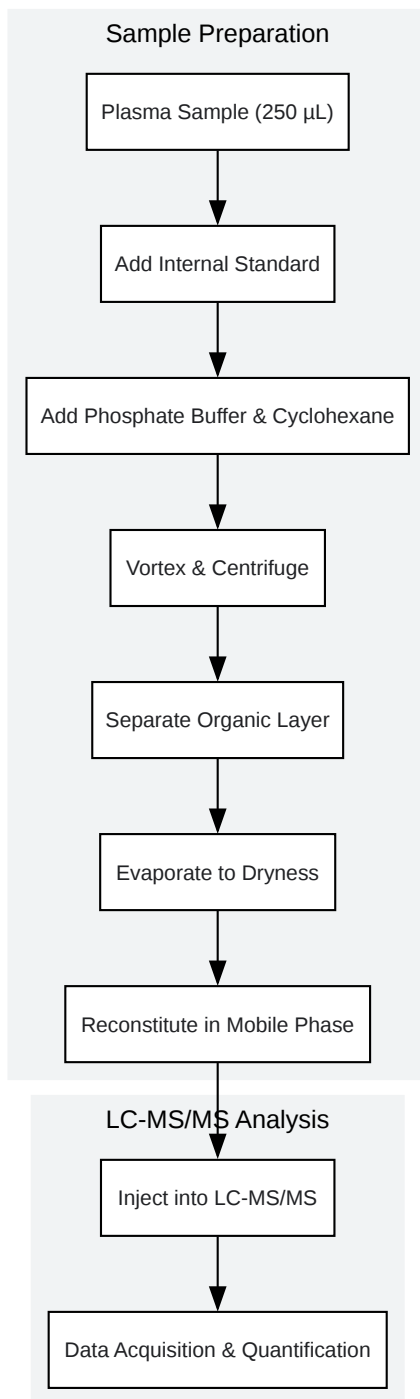 Sample Preparation
Plasma Sample (250 µL)
Add Internal Standard
Add Phosphate Buffer & Cyclohexane
Vortex & Centrifuge
Separate Organic Layer
Evaporate to Dryness
Reconstitute in Mobile Phase
LC-MS/MS Analysis
Inject into LC-MS/MS
Data Acquisition & Quantification